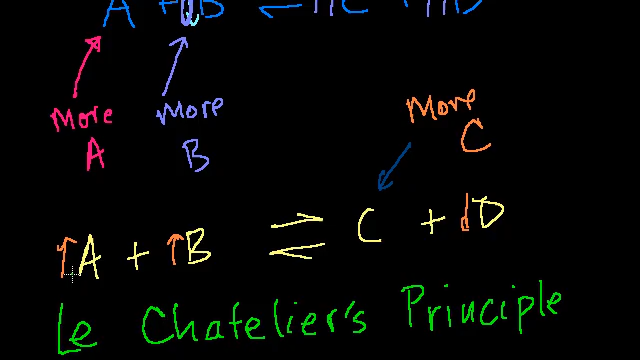 A + B ⇌ C + D
More More More
A B C
↑A + ↑B ⇌ C + ↓D
Le Chatelier's Principle